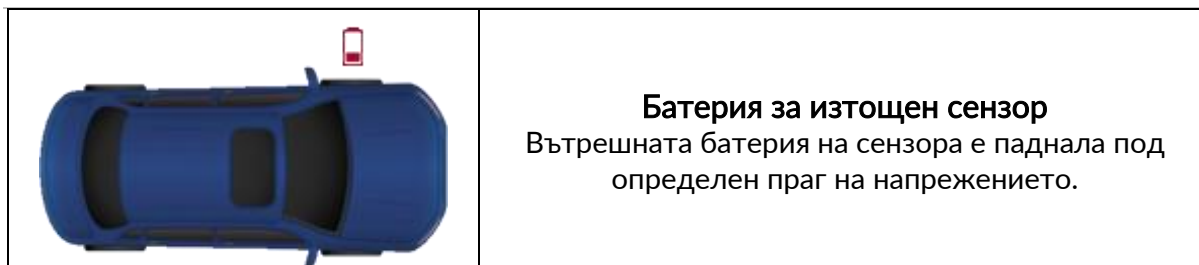 Батерия за изтощен сензор
Вътрешната батерия на сензора е паднала под
определен праг на напрежението.